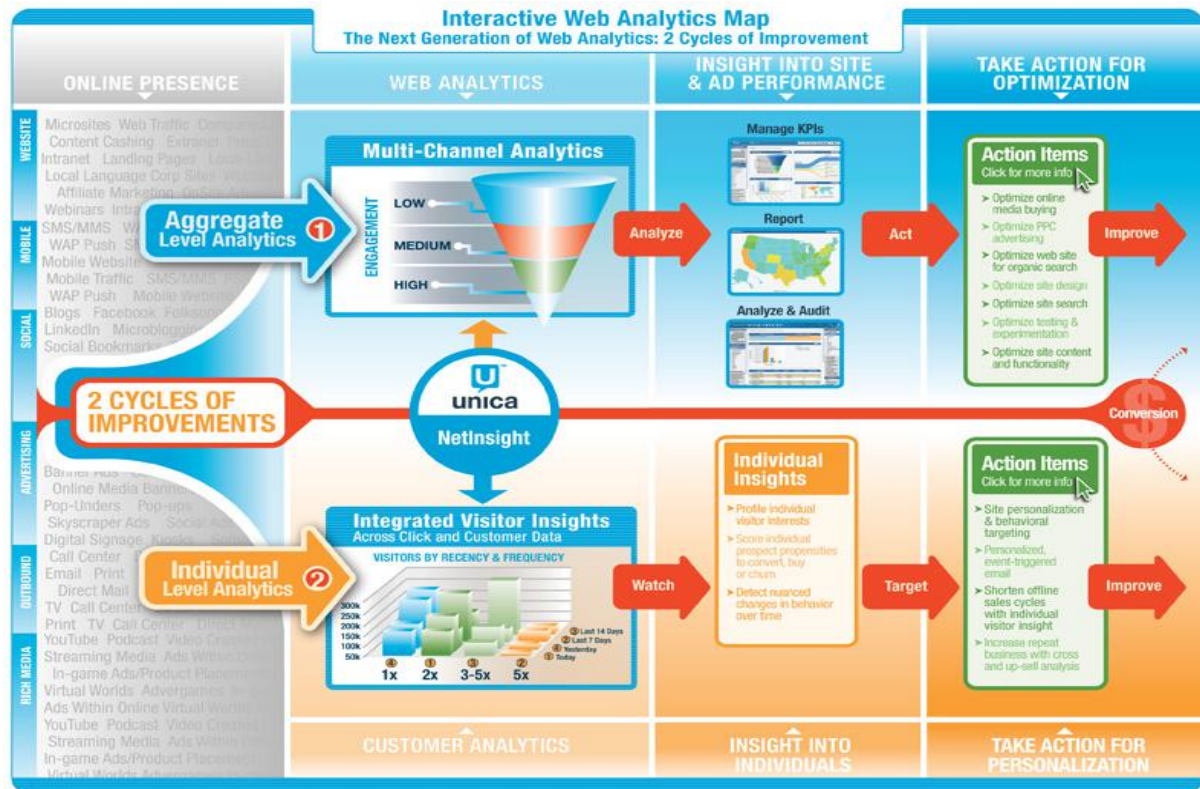 Interactive Web Analytics Map
The Next Generation of Web Analytics: 2 Cycles of Improvement
ONLINE PRESENCE
WEB ANALYTICS
INSIGHT INTO SITE
& AD PERFORMANCE
TAKE ACTION FOR
OPTIMIZATION
WEBSITE
MOBILE
SOCIAL
ADVERTISING
OUTBOUND
RICH MEDIA
Microsites Web Traffic
Content Cashing Extranet
Intranet Landing Pages
Local Language Corp Sites
Affiliate Marketing
Webinars
SMS/MMS
WAP Push
Mobile Website
Mobile Traffic SMS/MMS
WAP Push Mobile Website
Blogs Facebook
LinkedIn
Social Bookmarks
Aggregate
Level Analytics
1
Multi-Channel Analytics
ENGAGEMENT
LOW
MEDIUM
HIGH
Analyze
Manage KPIs
Report
Analyze & Audit
Act
Action Items
Click for more info
➤ Optimize online
media buying
➤ Optimize PPC
advertising
➤ Optimize web site
for organic search
➤ Optimize site design
➤ Optimize site search
➤ Optimize testing &
experimentation
➤ Optimize site content
and functionality
Improve
2 CYCLES OF
IMPROVEMENTS
unica
NetInsight
Conversion
$
Banner Ads
Online Media
Pop-Unders Pop-ups
Skyscraper Ads
Digital Signage Kiosks
Call Center
Email Print
Direct Mail
TV Call Center
Print TV Call Center
YouTube Podcast Video
Streaming Media Ads Within
In-game Ads/Product
Virtual Worlds Advergames
Ads Within Online Virtual
YouTube Podcast Video
Streaming Media Ads Within
In-game Ads/Product
Virtual Worlds
Individual
Level Analytics
2
Integrated Visitor Insights
Across Click and Customer Data
VISITORS BY RECENCY & FREQUENCY
300k
250k
200k
150k
100k
50k
Last 14 Days
Last 7 Days
Yesterday
Today
1x 2x 3-5x 5x
Watch
Individual
Insights
➤ Profile individual
visitor interests
➤ Score individual
prospect propensities
to convert, buy
or churn
➤ Detect nuanced
changes in behavior
over time
Target
Action Items
Click for more info
➤ Site personalization
& behavioral
targeting
➤ Personalized,
event-triggered
email
➤ Shorten offline
sales cycles
with individual
visitor insight
➤ Increase repeat
business with cross
and up-sell analysis
Improve
CUSTOMER ANALYTICS
INSIGHT INTO
INDIVIDUALS
TAKE ACTION FOR
PERSONALIZATION